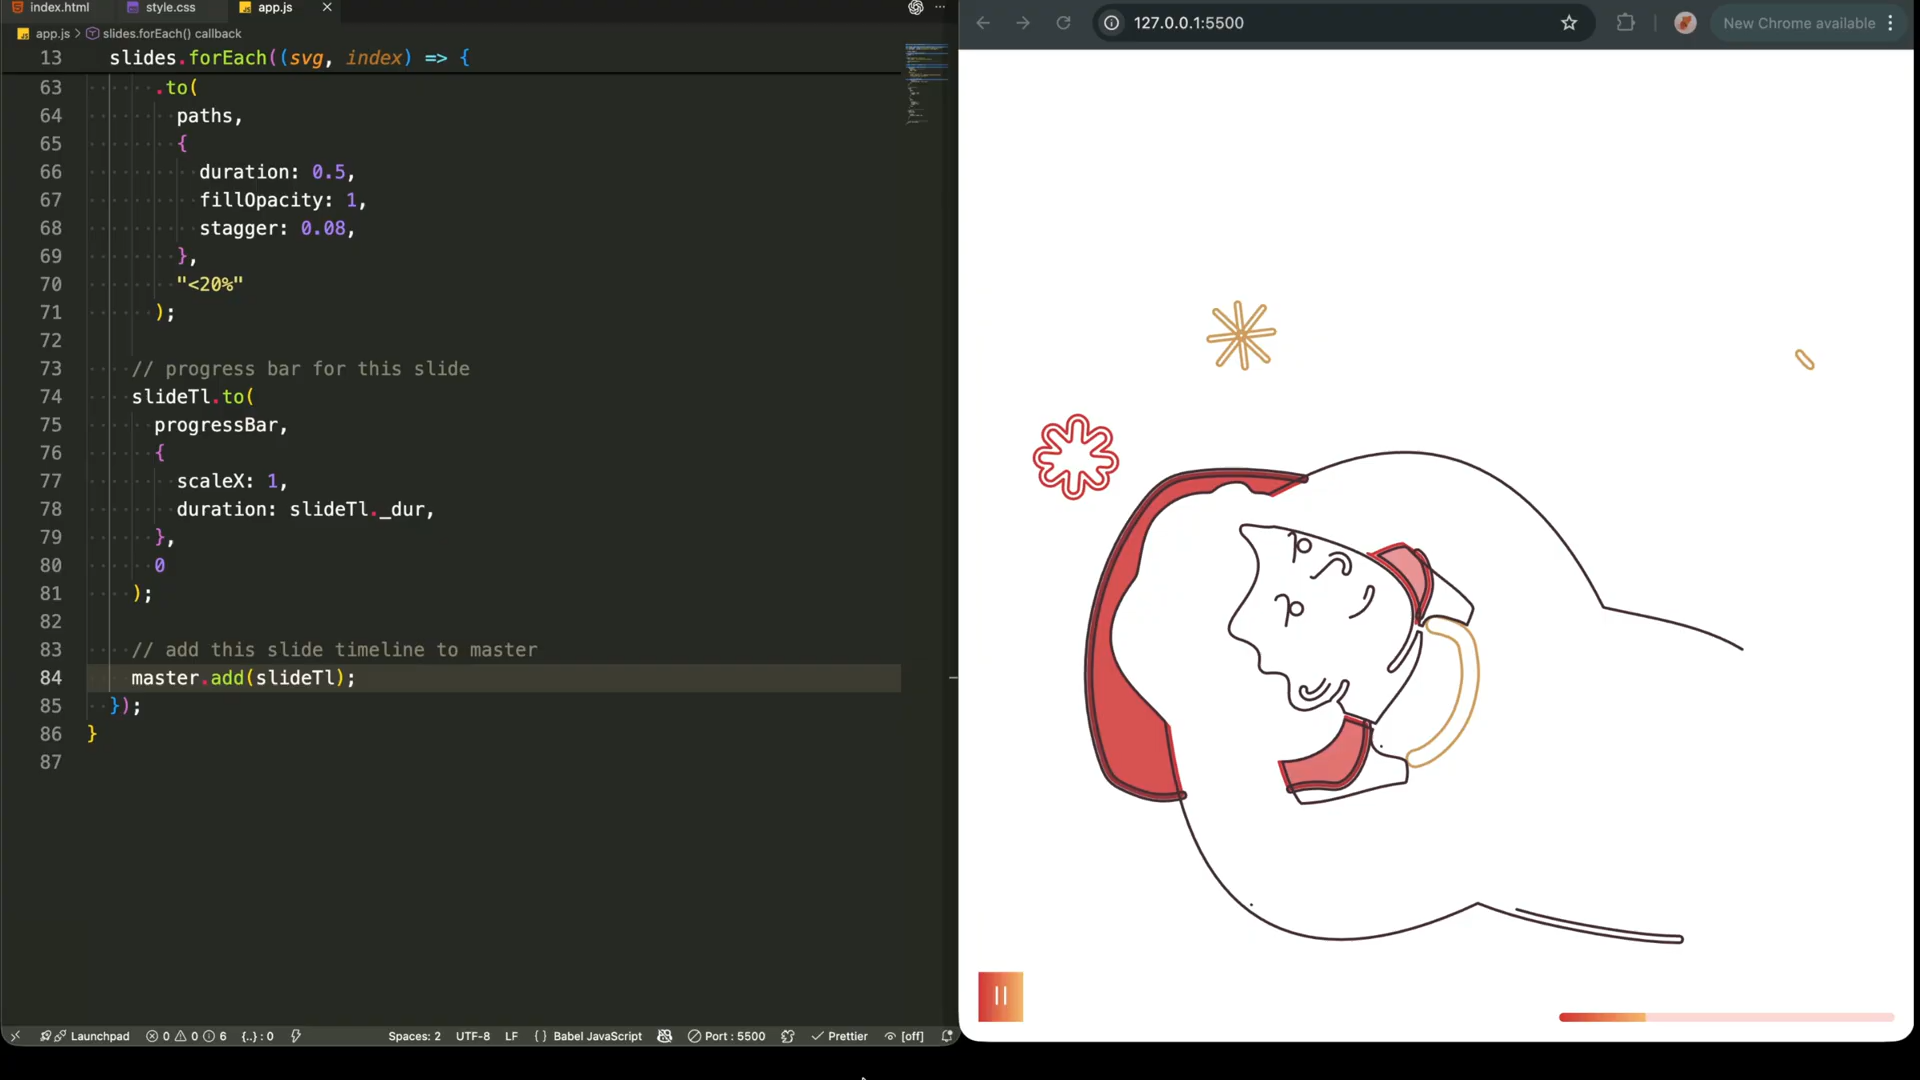 index.html
style.css
app.js
127.0.0.1:5500
New Chrome available
app.js
slides.forEach() callback
13 slides.forEach((svg, index) => {
63 .to(
64 paths,
65 {
66 duration: 0.5,
67 fillOpacity: 1,
68 stagger: 0.08,
69 },
70 "<20%"
71 );
72
73 // progress bar for this slide
74 slideTl.to(
75 progressBar,
76 {
77 scaleX: 1,
78 duration: slideTl._dur,
79 },
80 0
81 );
82
83 // add this slide timeline to master
84 master.add(slideTl);
85 });
86 }
87
Launchpad 0 0 6 {..} : 0 Spaces: 2 UTF-8 LF { } Babel JavaScript Port : 5500 Prettier [off]